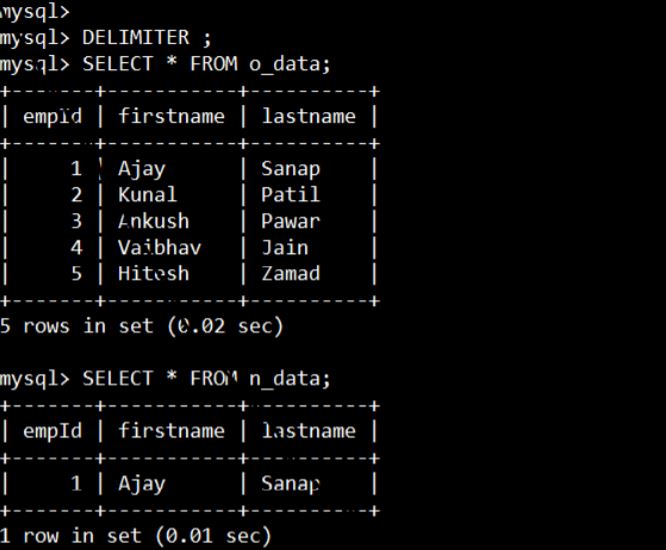 mysql>
mysql> DELIMITER ;
mysql> SELECT * FROM o_data;
+-------+-----------+----------+
| empId | firstname | lastname |
+-------+-----------+----------+
|     1 | Ajay      | Sanap    |
|     2 | Kunal     | Patil    |
|     3 | Ankush    | Pawar    |
|     4 | Vaibhav   | Jain     |
|     5 | Hitesh    | Zamad    |
+-------+-----------+----------+
5 rows in set (0.02 sec)

mysql> SELECT * FROM n_data;
+-------+-----------+----------+
| empId | firstname | lastname |
+-------+-----------+----------+
|     1 | Ajay      | Sanap    |
+-------+-----------+----------+
1 row in set (0.01 sec)